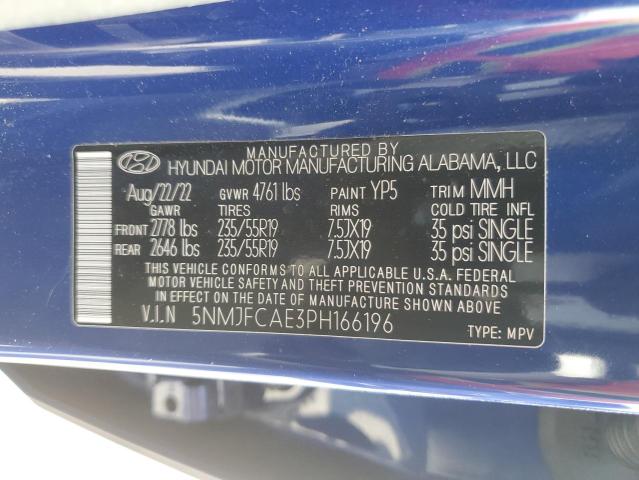 MANUFACTURED BY
HYUNDAI MOTOR MANUFACTURING ALABAMA, LLC
Aug/22/22 GVWR 4761 lbs PAINT YP5 TRIM MMH
GAWR TIRES RIMS COLD TIRE INFL
FRONT 2778 lbs 235/55R19 7.5JX19 35 psi SINGLE
REAR 2646 lbs 235/55R19 7.5JX19 35 psi SINGLE
THIS VEHICLE CONFORMS TO ALL APPLICABLE U.S.A. FEDERAL
MOTOR VEHICLE SAFETY AND THEFT PREVENTION STANDARDS
IN EFFECT ON THE DATE OF MANUFACTURE SHOWN ABOVE
V.I.N 5NMJFCAE3PH166196 TYPE: MPV